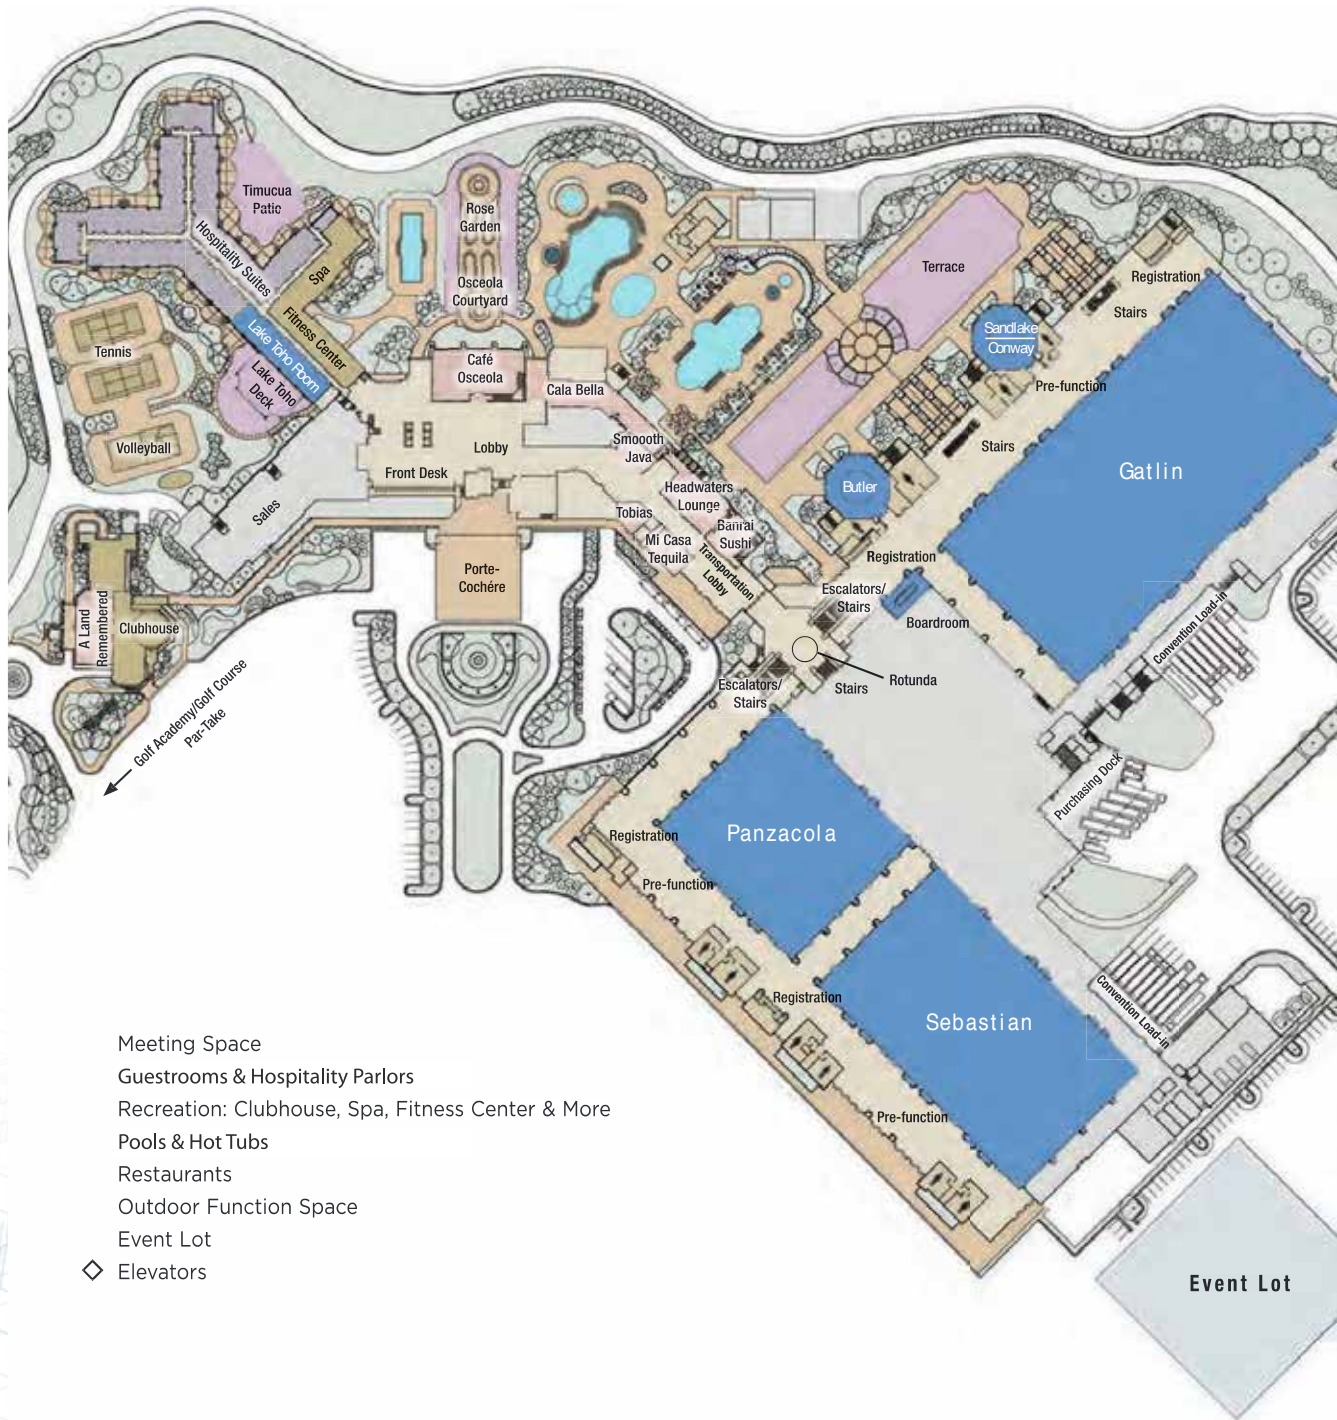 Timucua
Patio
Rose
Garden
Hospitality Suites
Spa
Osceola
Courtyard
Terrace
Registration
Stairs
Fitness Center
Lake Toho Room
Sandlake
Conway
Tennis
Lake Toho
Deck
Café
Osceola
Cala Bella
Pre-function
Volleyball
Lobby
Smoooth
Java
Stairs
Front Desk
Gatlin
Headwaters
Lounge
Butler
Sales
Tobias
Banrai
Sushi
Mi Casa
Tequila
Transportation
Lobby
Registration
Porte-
Cochére
Escalators/
Stairs
Boardroom
A Land
Remembered
Clubhouse
Convention Load-in
Rotunda
Escalators/
Stairs
Stairs
Golf Academy/Golf Course
Par-Take
Purchasing Dock
Registration
Panzacola
Pre-function
Registration
Sebastian
Convention Load-in
Pre-function
Meeting Space
Guestrooms & Hospitality Parlors
Recreation: Clubhouse, Spa, Fitness Center & More
Pools & Hot Tubs
Restaurants
Outdoor Function Space
Event Lot
Elevators
Event Lot